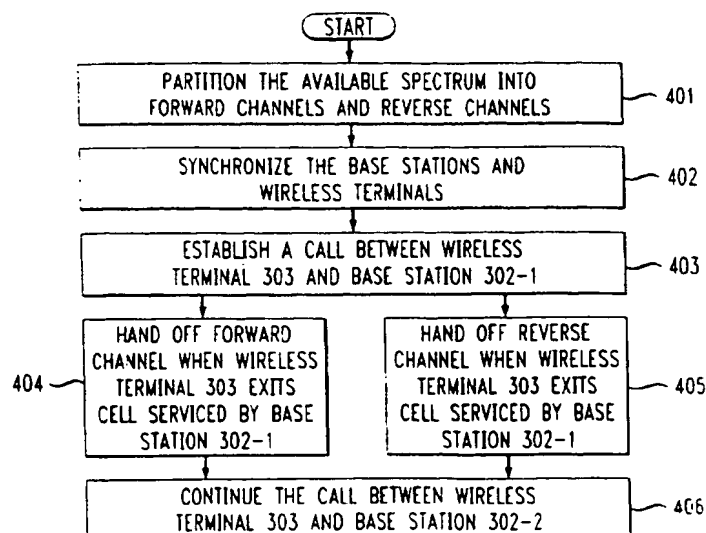 START
PARTITION THE AVAILABLE SPECTRUM INTO
FORWARD CHANNELS AND REVERSE CHANNELS
401
SYNCHRONIZE THE BASE STATIONS AND
WIRELESS TERMINALS
402
ESTABLISH A CALL BETWEEN WIRELESS
TERMINAL 303 AND BASE STATION 302-1
403
404
HAND OFF FORWARD
CHANNEL WHEN WIRELESS
TERMINAL 303 EXITS
CELL SERVICED BY BASE
STATION 302-1
HAND OFF REVERSE
CHANNEL WHEN WIRELESS
TERMINAL 303 EXITS
CELL SERVICED BY BASE
STATION 302-1
405
CONTINUE THE CALL BETWEEN WIRELESS
TERMINAL 303 AND BASE STATION 302-2
406